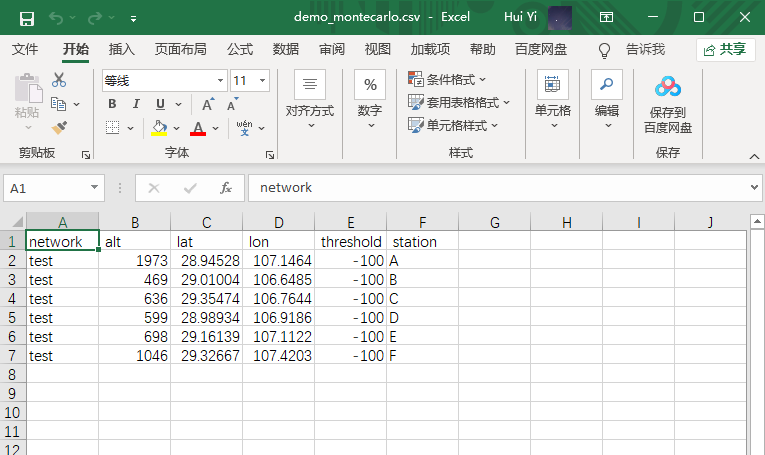 demo_montecarlo.csv - Excel Hui Yi
文件 开始 插入 页面布局 公式 数据 审阅 视图 加载项 帮助 百度网盘 告诉我 共享
粘贴 等线 11 对齐方式 % 数字 条件格式 套用表格格式 单元格样式 单元格 编辑 保存到 百度网盘
B I U A A
A wén 文
剪贴板 字体 样式 保存
A1 fx network
A B C D E F G H I J
1 network alt lat lon threshold station
2 test 1973 28.94528 107.1464 -100 A
3 test 469 29.01004 106.6485 -100 B
4 test 636 29.35474 106.7644 -100 C
5 test 599 28.98934 106.9186 -100 D
6 test 698 29.16139 107.1122 -100 E
7 test 1046 29.32667 107.4203 -100 F
8
9
10
11
12